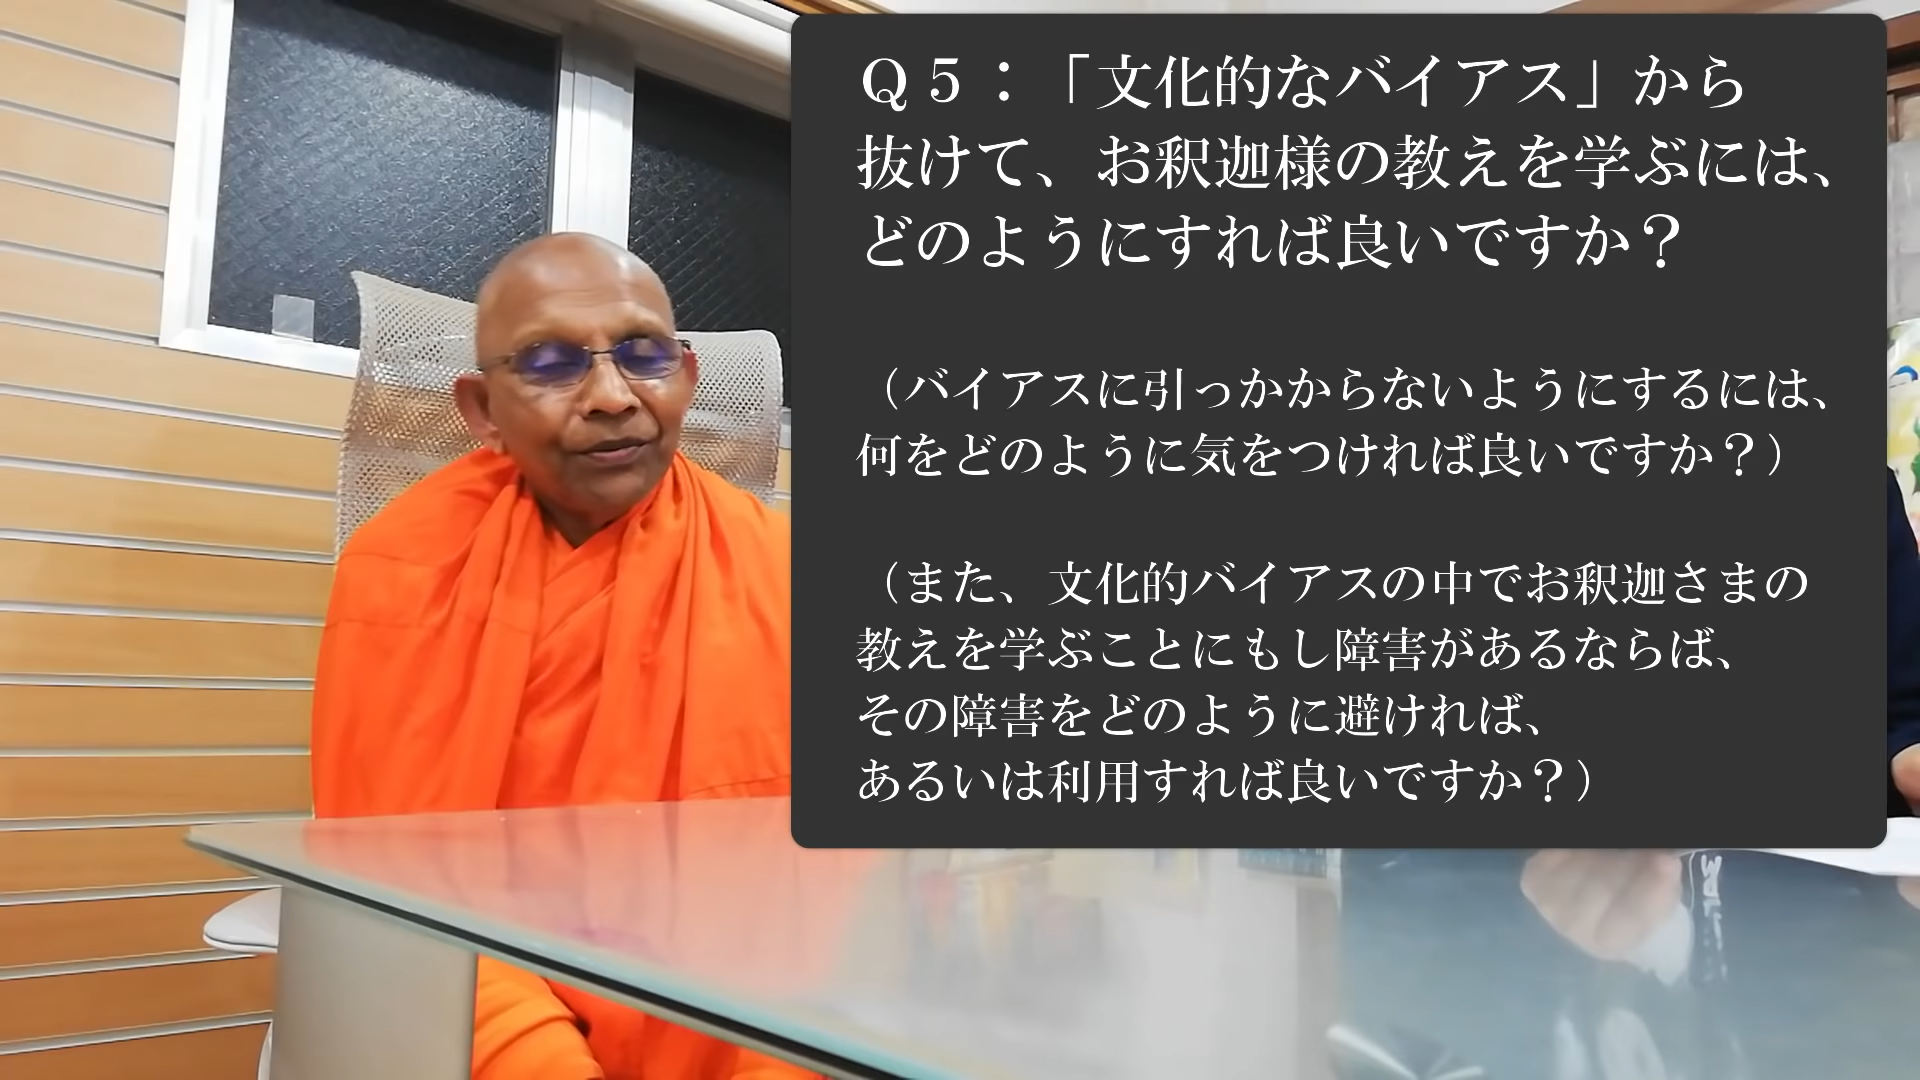 Q5：「文化的なバイアス」から
抜けて、お釈迦様の教えを学ぶには、
どのようにすれば良いですか？
（バイアスに引っかからないようにするには、
何をどのように気をつければ良いですか？）
（また、文化的バイアスの中でお釈迦さまの
教えを学ぶことにもし障害があるならば、
その障害をどのように避ければ、
あるいは利用すれば良いですか？）